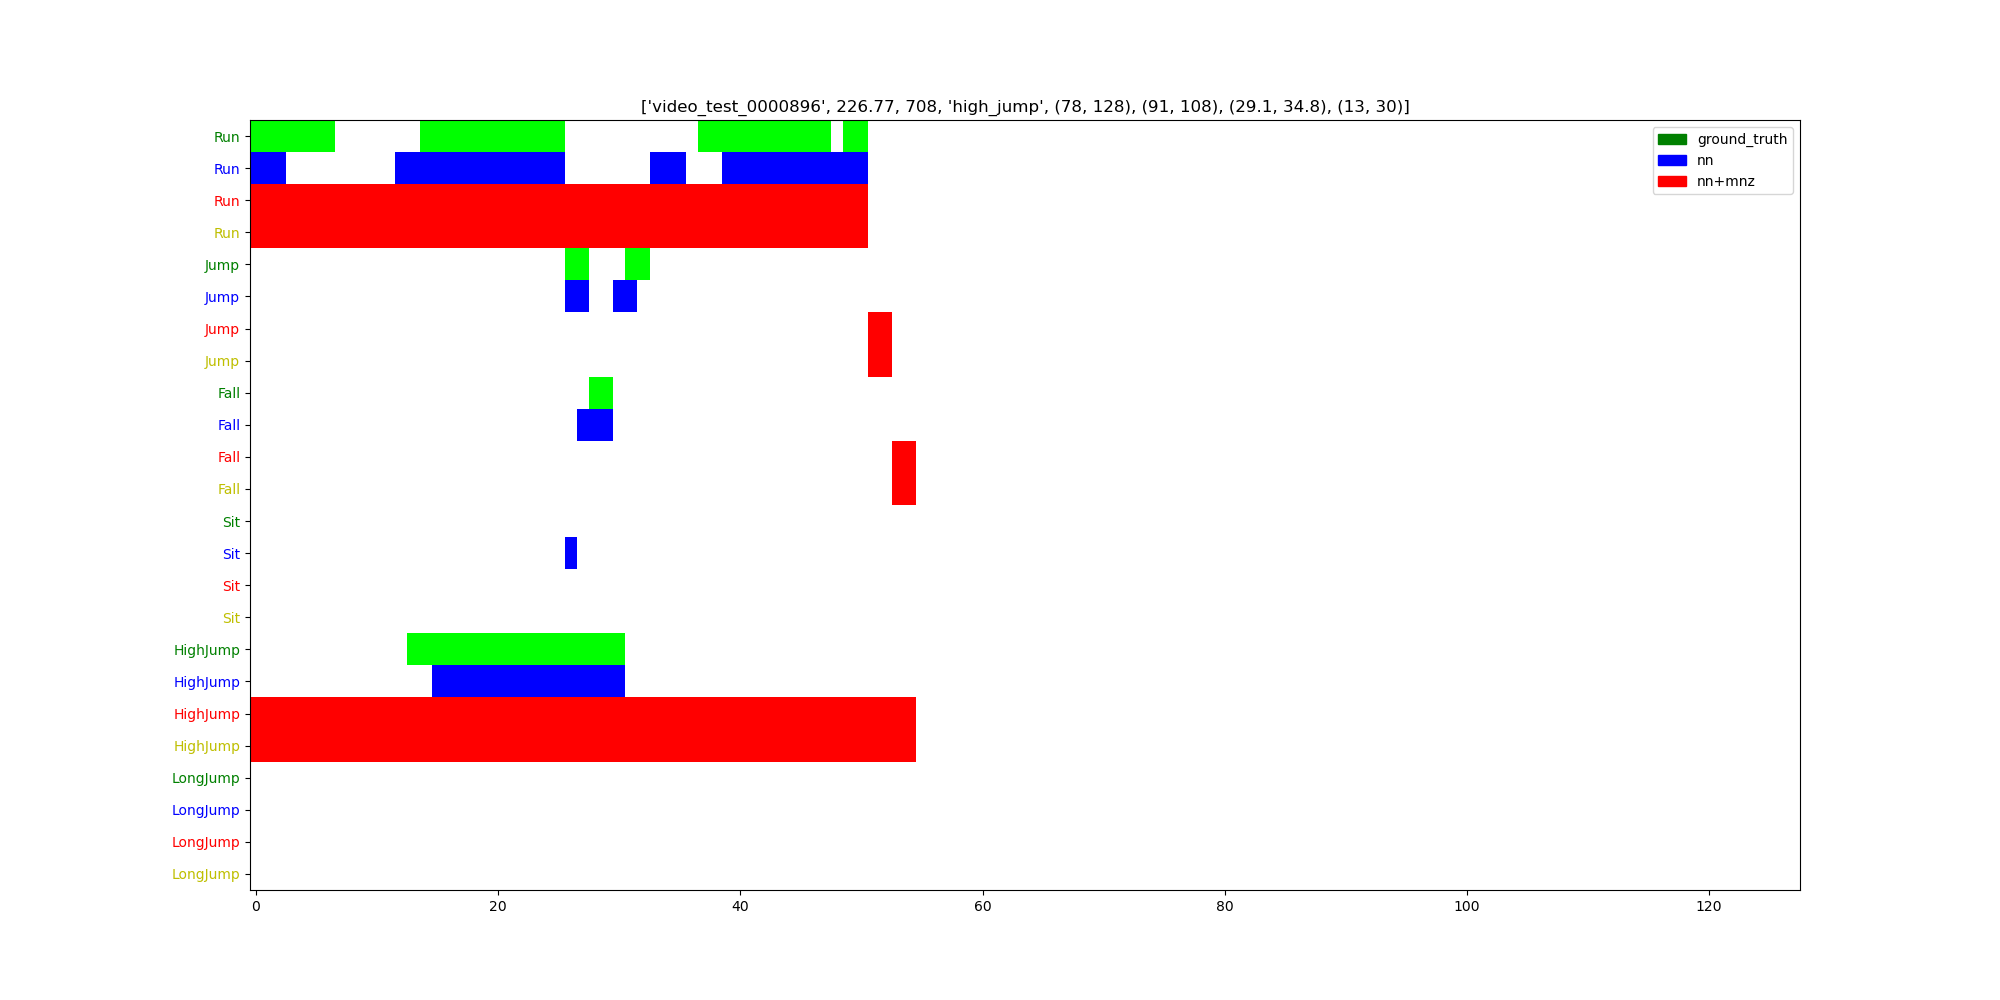 ['video_test_0000896', 226.77, 708, 'high_jump', (78, 128), (91, 108), (29.1, 34.8), (13, 30)]
Run
Run
Run
Run
Jump
Jump
Jump
Jump
Fall
Fall
Fall
Fall
Sit
Sit
Sit
Sit
HighJump
HighJump
HighJump
HighJump
LongJump
LongJump
LongJump
LongJump
ground_truth
nn
nn+mnz
0 20 40 60 80 100 120